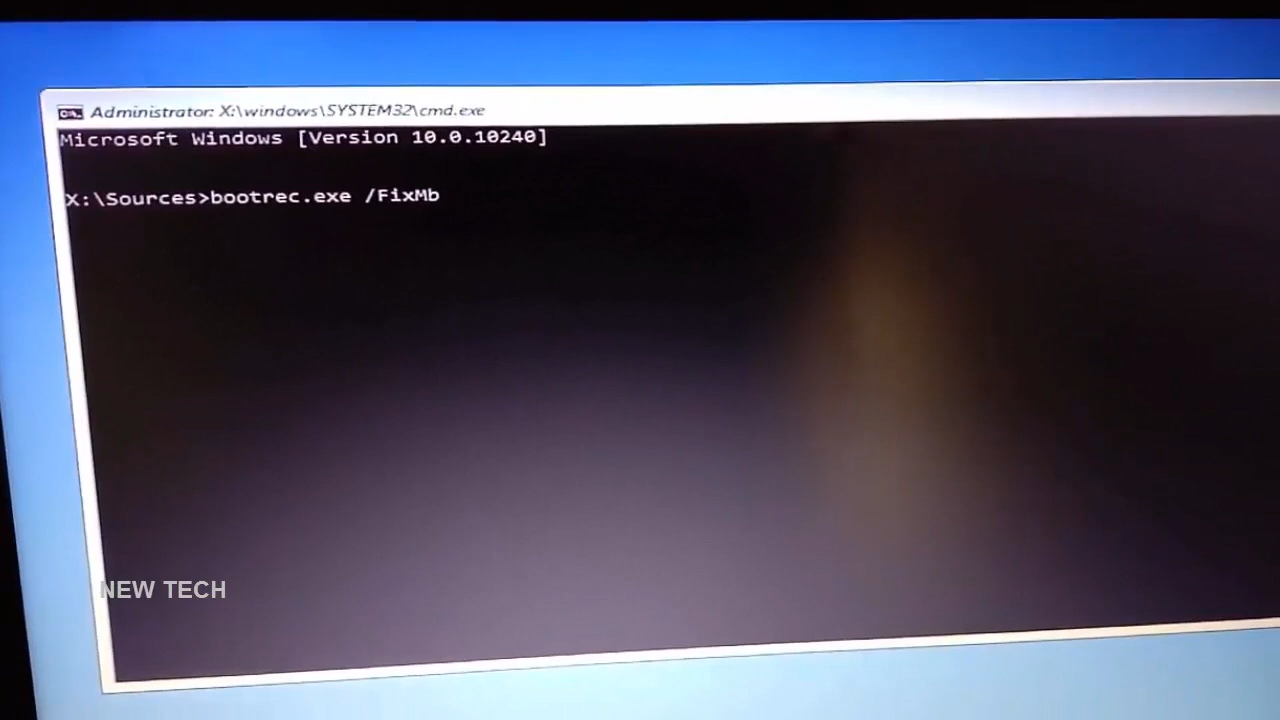 Administrator: X:\windows\SYSTEM32\cmd.exe
Microsoft Windows [Version 10.0.10240]
X:\Sources>bootrec.exe /FixMb
NEW TECH